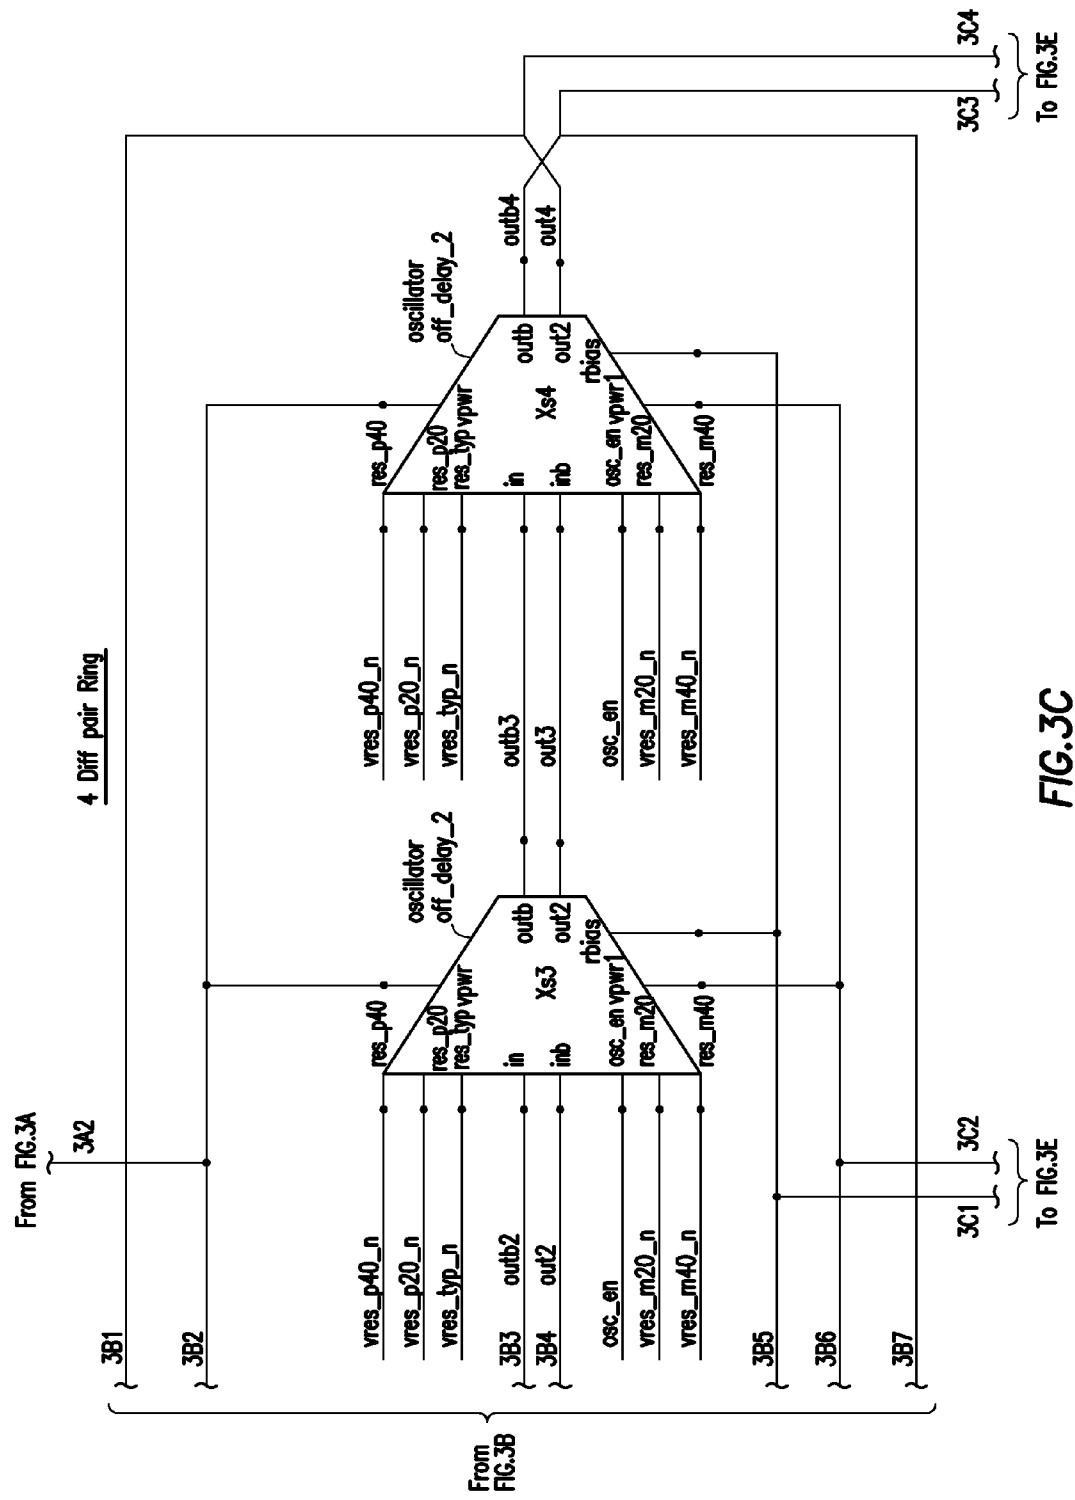 4 Diff pair Ring
From FIG.3A
3A2
From
FIG.3B
3B1
3B2
3B3
3B4
3B5
3B6
3B7
vres_p40_n
vres_p20_n
vres_typ_n
outb2
out2
osc_en
vres_m20_n
vres_m40_n
oscillator
off_delay_2
res_p40
res_p20
res_typ vpwr
in
inb
Xs3
outb
out2
rbias
osc_en vpwr1
res_m20
res_m40
vres_p40_n
vres_p20_n
vres_typ_n
outb3
out3
osc_en
vres_m20_n
vres_m40_n
oscillator
off_delay_2
res_p40
res_p20
res_typ vpwr
in
inb
Xs4
outb
out2
rbias
osc_en vpwr1
res_m20
res_m40
outb4
out4
3C1
3C2
To FIG.3E
3C3
3C4
To FIG.3E
FIG.3C